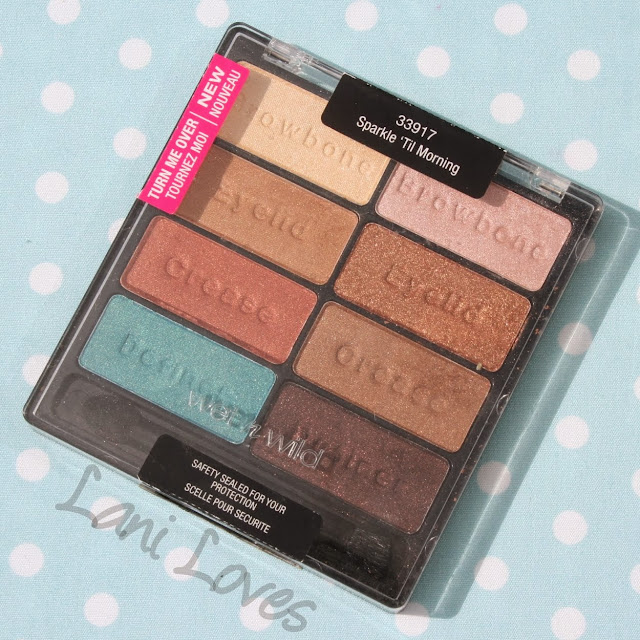 NEW
NOUVEAU
TURN ME OVER
TOURNEZ MOI
33917
Sparkle 'Til Morning
Browbone
Browbone
Eyelid
Eyelid
Crease
Crease
Definer
wet n wild
SAFETY SEALED FOR YOUR
PROTECTION
SCELLE POUR SECURITE
Lani Loves